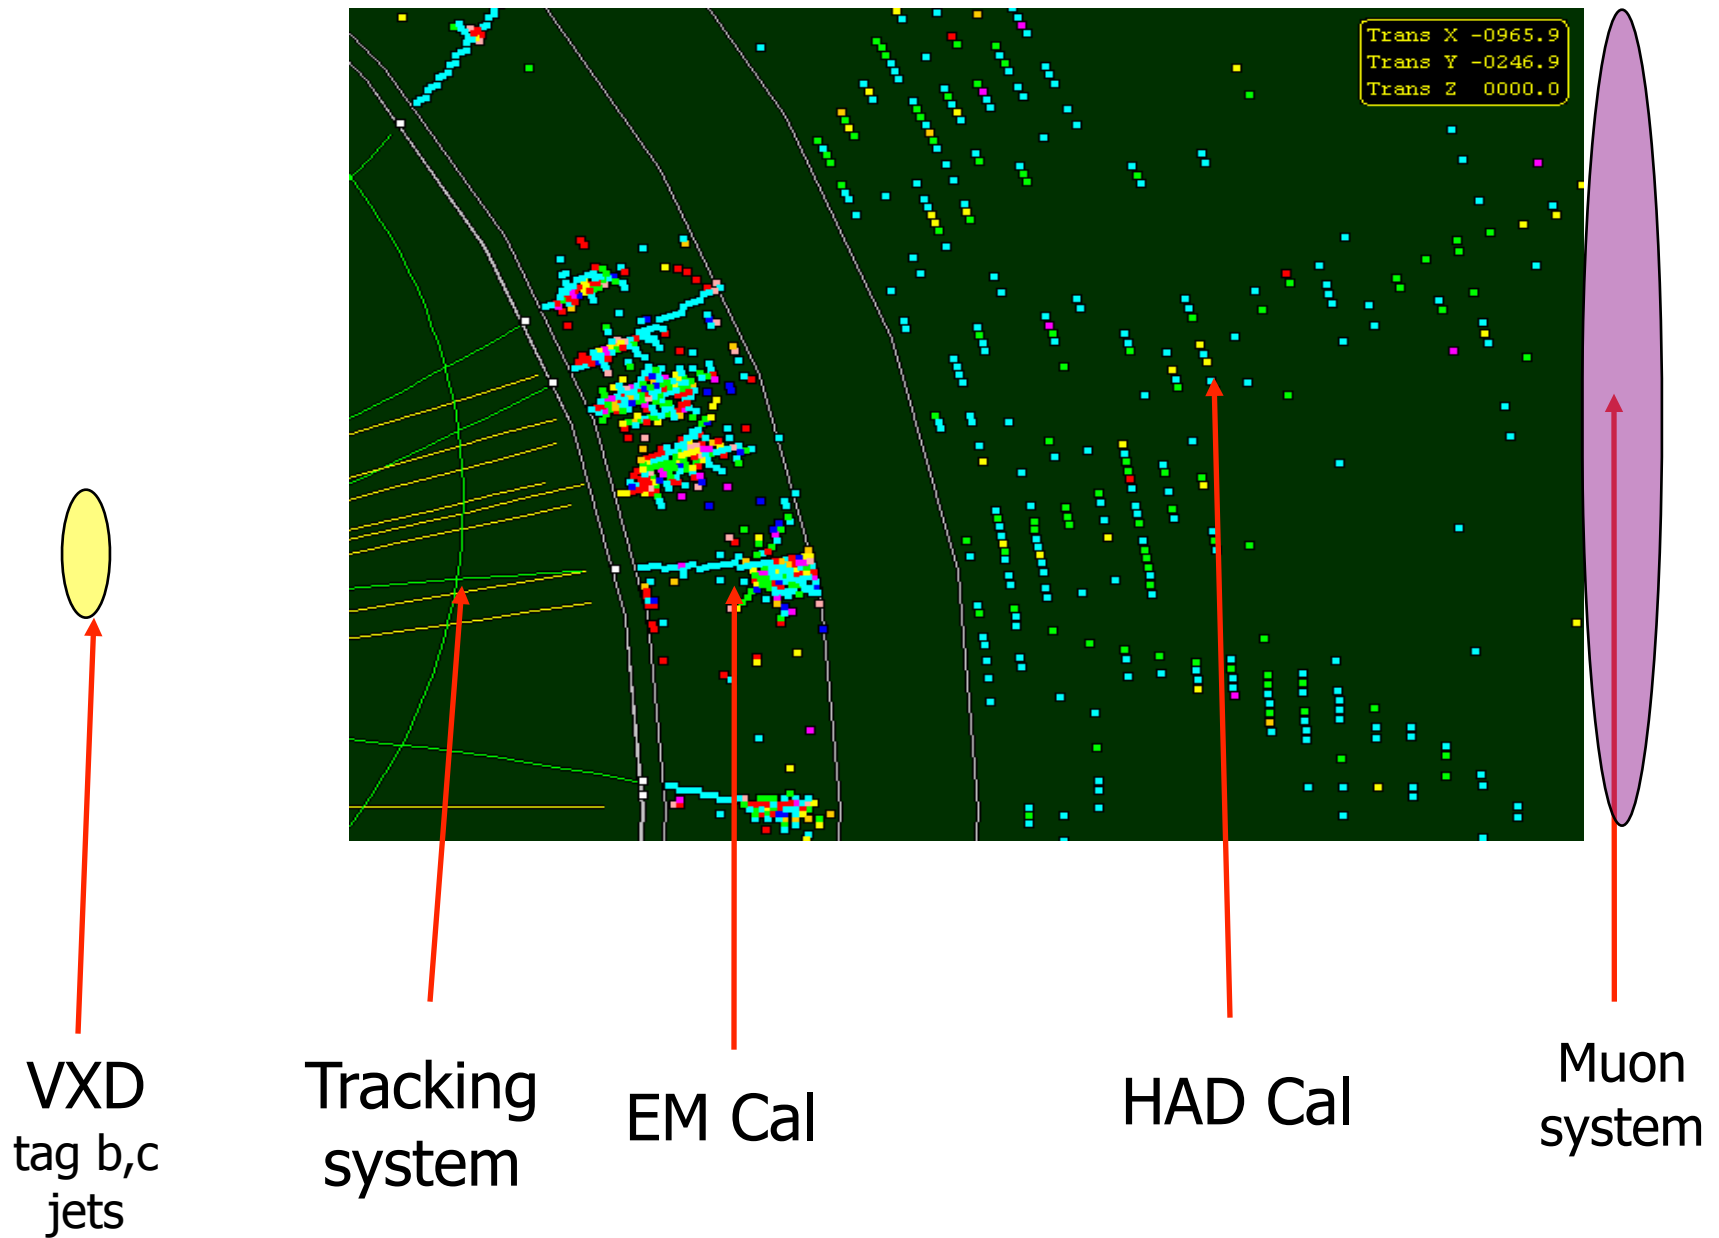 Trans X -0965.9
Trans Y -0246.9
Trans Z 0000.0
VXD
tag b,c
jets
Tracking
system
EM Cal
HAD Cal
Muon
system